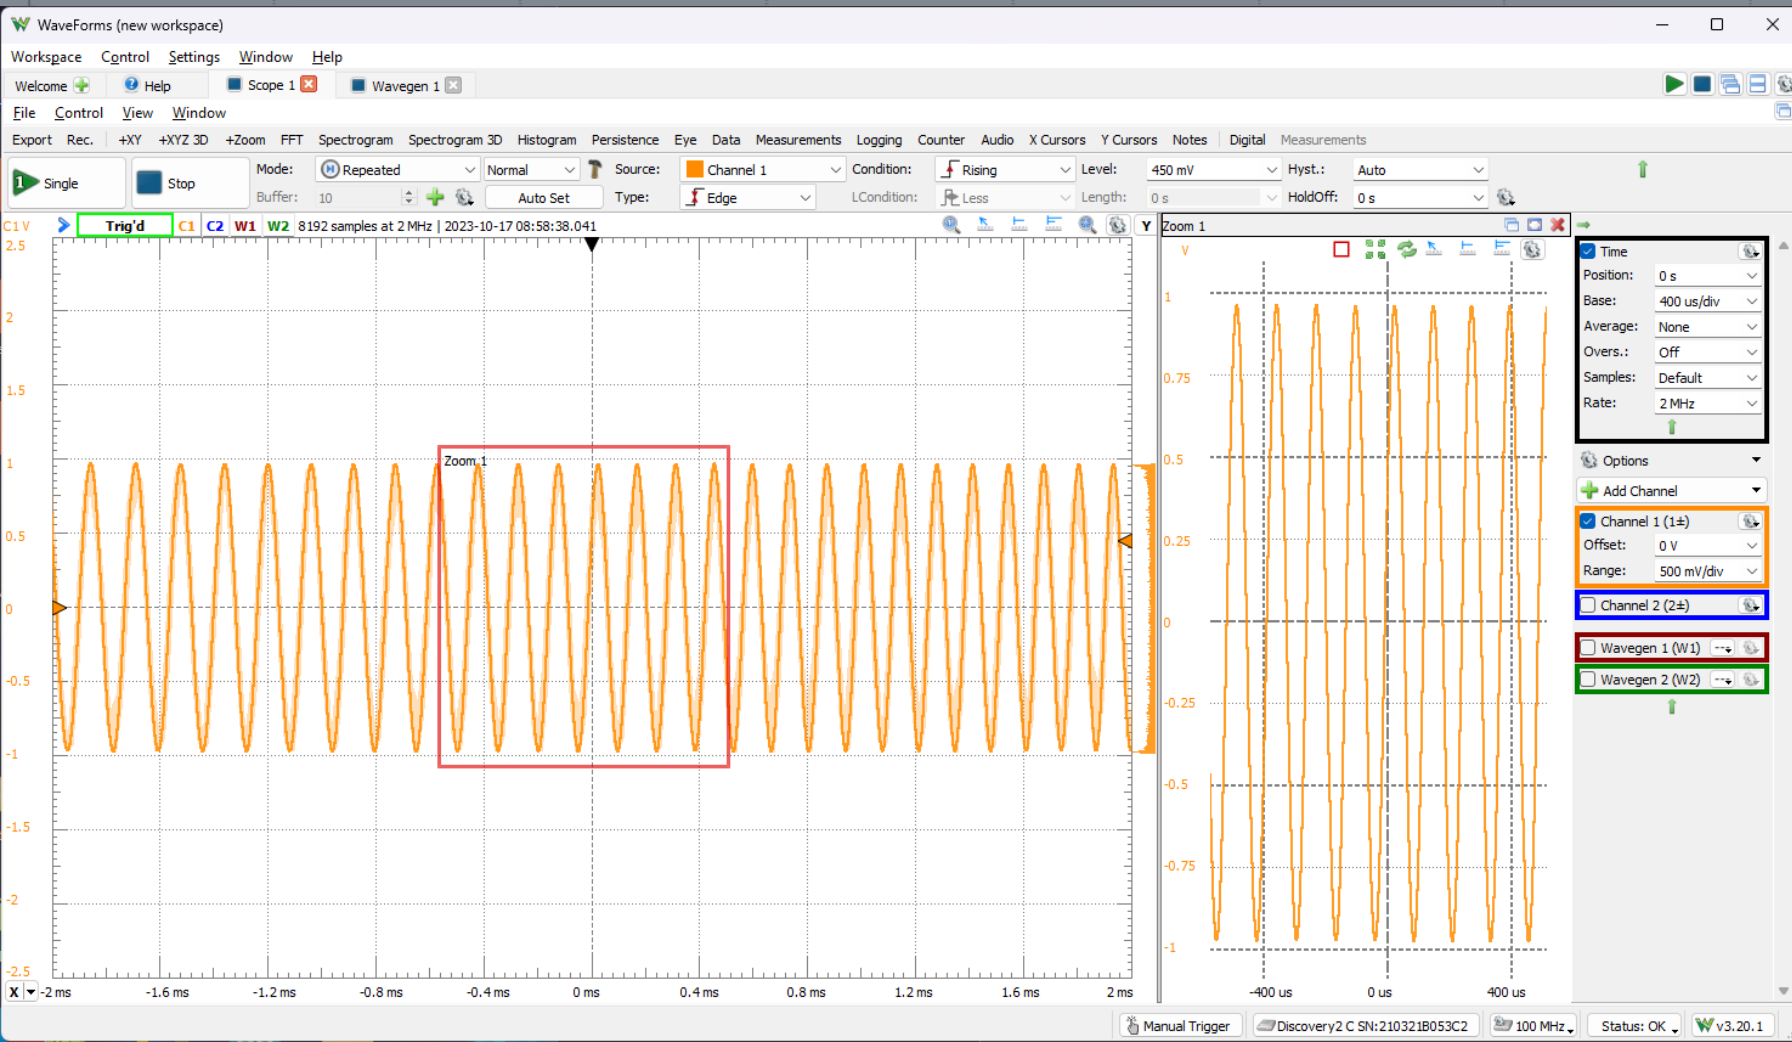 WaveForms (new workspace)
Workspace Control Settings Window Help
Welcome Help Scope 1 Wavegen 1
File Control View Window
Export Rec. +XY +XYZ 3D +Zoom FFT Spectrogram Spectrogram 3D Histogram Persistence Eye Data Measurements Logging Counter Audio X Cursors Y Cursors Notes Digital Measurements
1 Single Stop Mode: Repeated Normal Source: Channel 1 Condition: Rising Level: 450 mV Hyst.: Auto
Buffer: 10 Auto Set Type: Edge LCondition: Less Length: 0 s HoldOff: 0 s
C1 V Trig'd C1 C2 W1 W2 8192 samples at 2 MHz | 2023-10-17 08:58:38.041 Y
2.5
2
1.5
1
0.5
0
-0.5
-1
-1.5
-2
-2.5
Zoom 1
X -2 ms -1.6 ms -1.2 ms -0.8 ms -0.4 ms 0 ms 0.4 ms 0.8 ms 1.2 ms 1.6 ms 2 ms
Zoom 1
V
1
0.75
0.5
0.25
0
-0.25
-0.5
-0.75
-1
-400 us 0 us 400 us
Time
Position: 0 s
Base: 400 us/div
Average: None
Overs.: Off
Samples: Default
Rate: 2 MHz
Options
Add Channel
Channel 1 (1±)
Offset: 0 V
Range: 500 mV/div
Channel 2 (2±)
Wavegen 1 (W1) --
Wavegen 2 (W2) --
Manual Trigger Discovery2 C SN:210321B053C2 100 MHz Status: OK v3.20.1